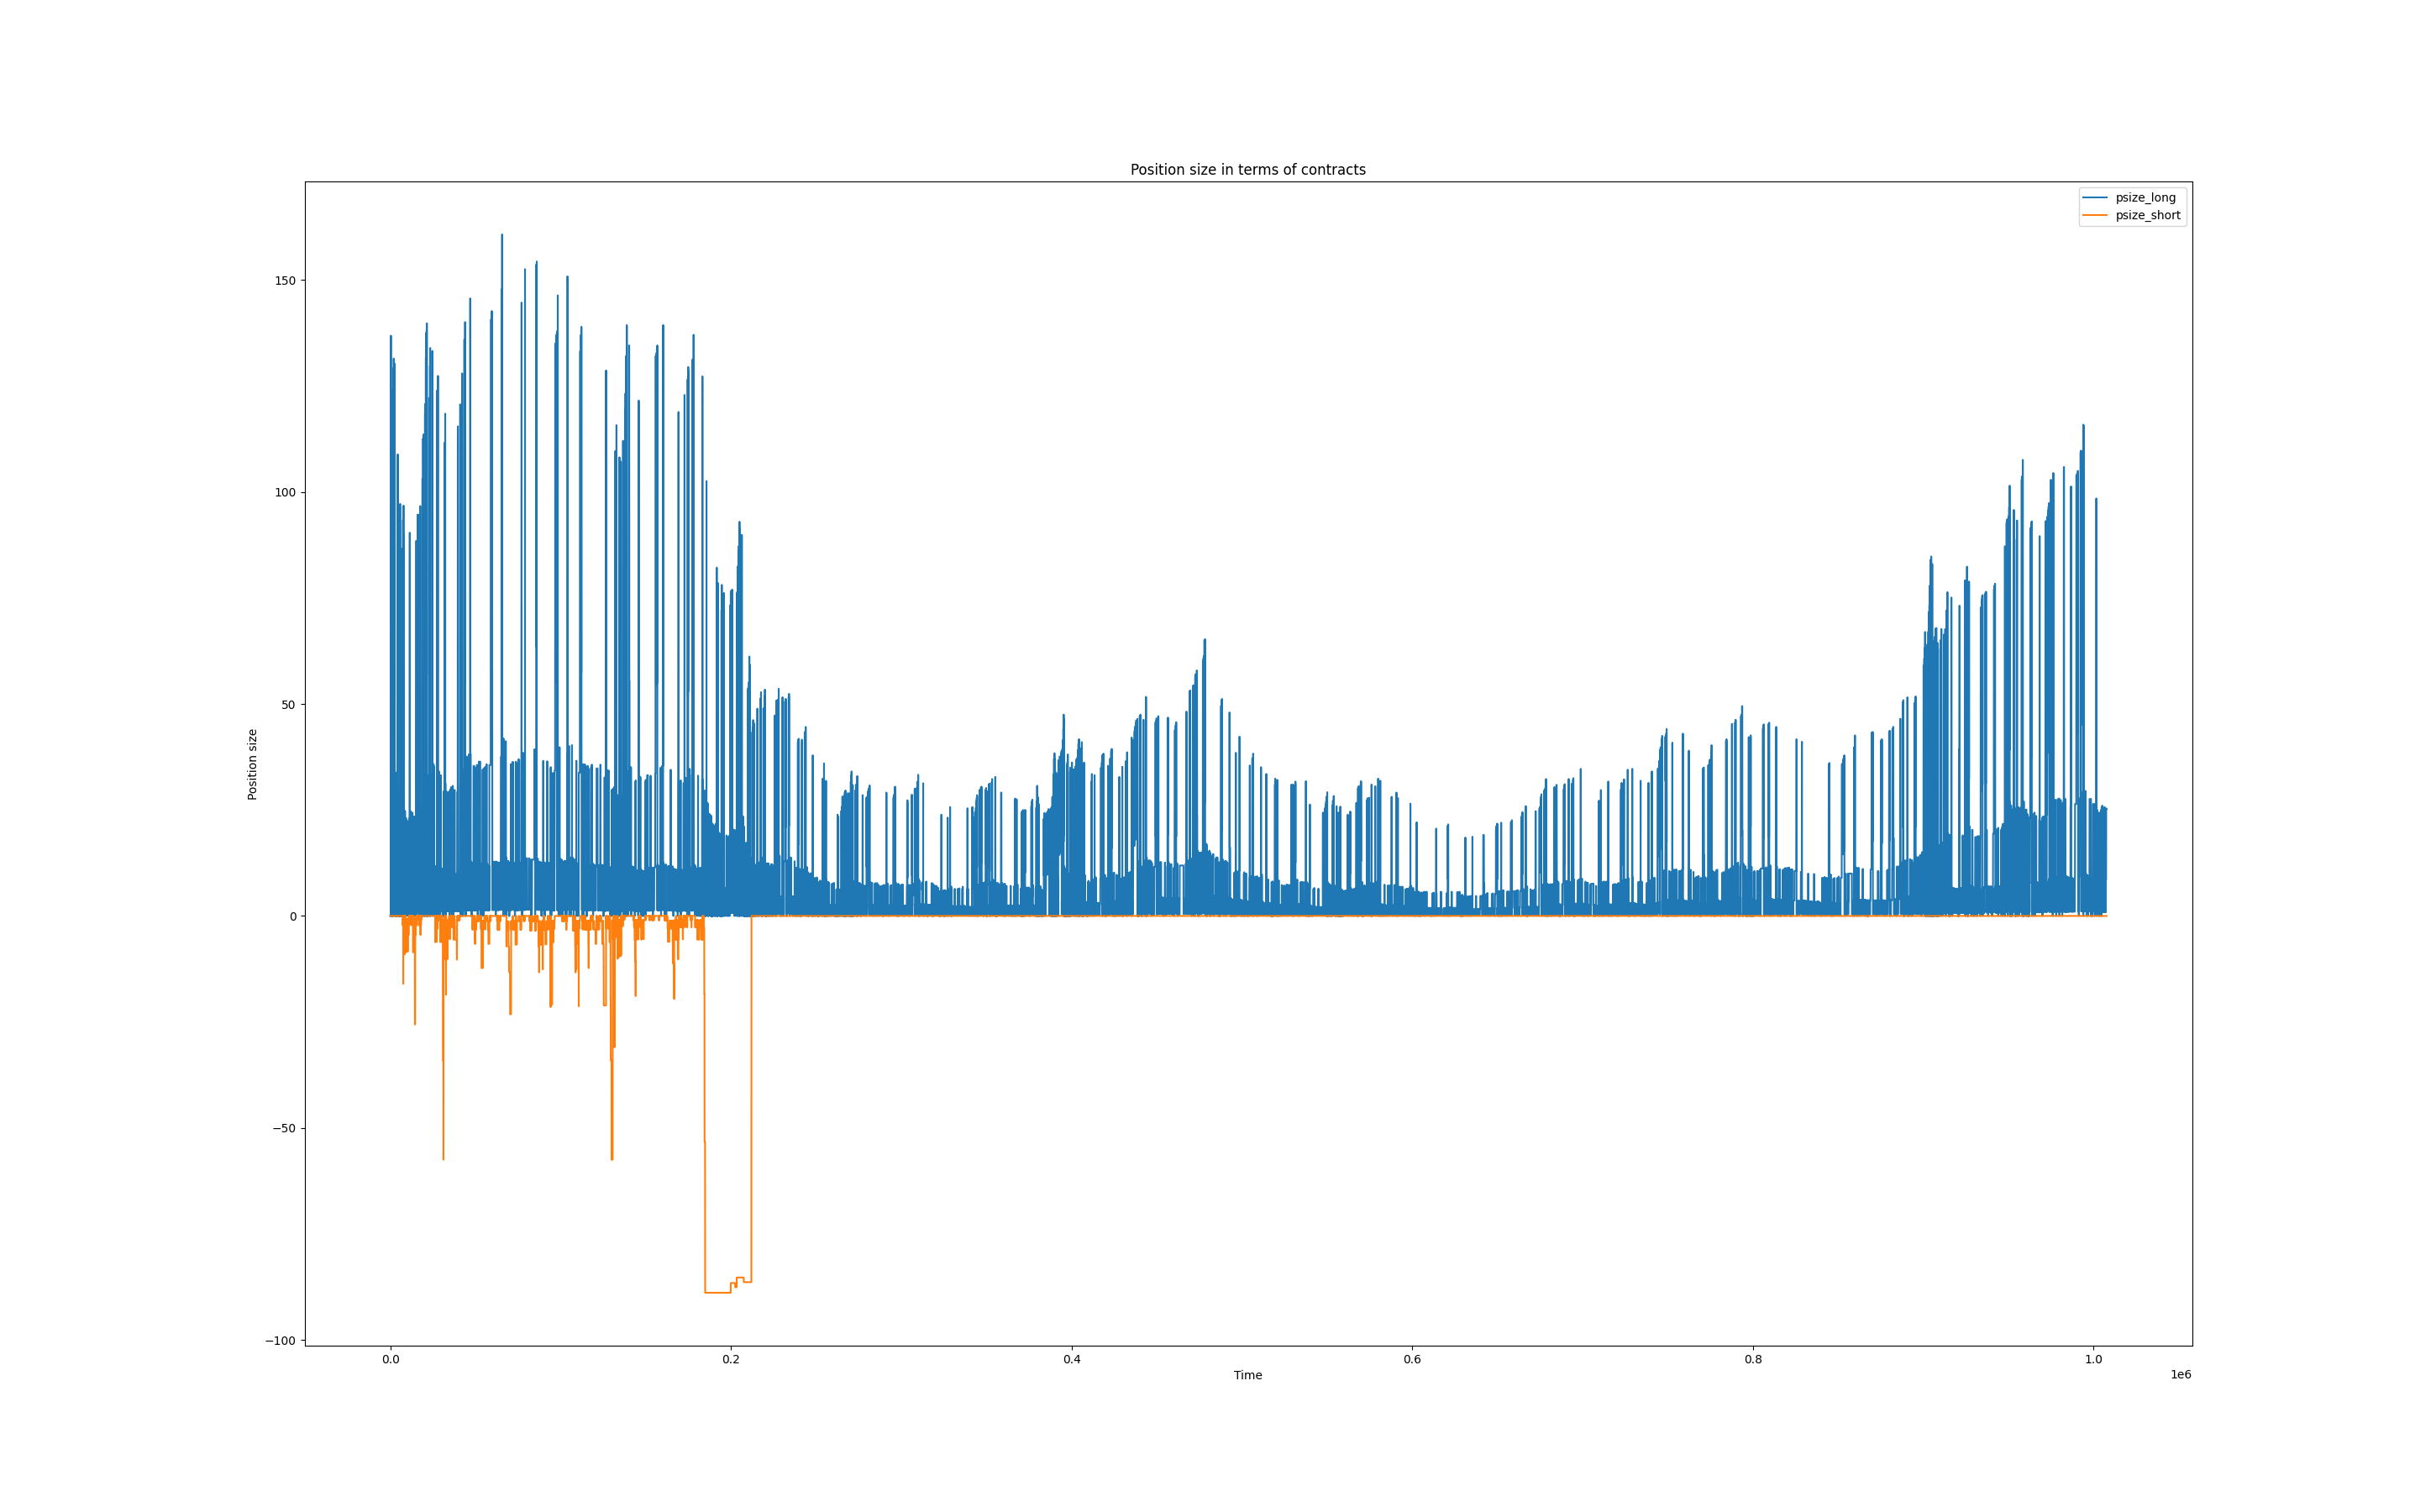 Position size in terms of contracts
psize_long
psize_short
150
100
50
0
−50
−100
Position size
0.0
0.2
0.4
0.6
0.8
1.0
Time
1e6